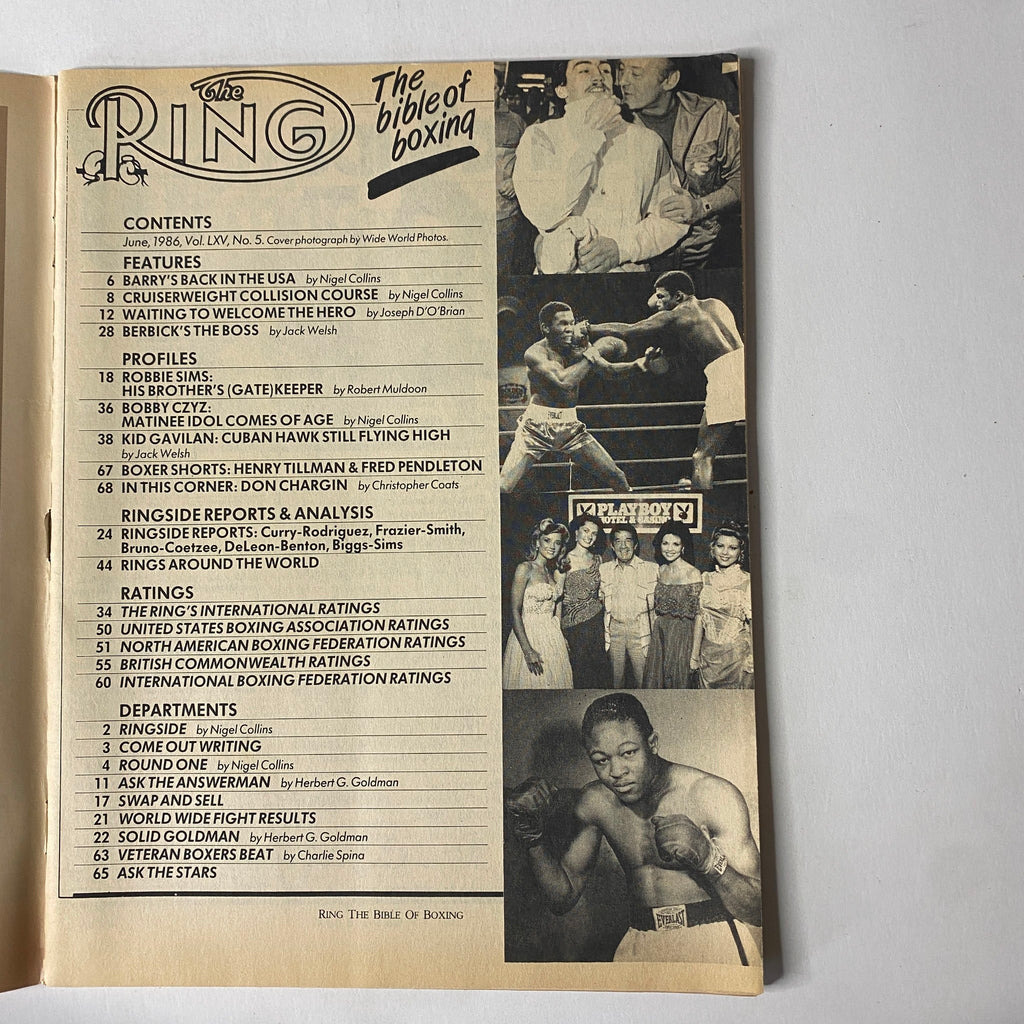 The
RING
The
bible of
boxing
CONTENTS
June, 1986, Vol. LXV, No. 5. Cover photograph by Wide World Photos.
FEATURES
6 BARRY'S BACK IN THE USA by Nigel Collins
8 CRUISERWEIGHT COLLISION COURSE by Nigel Collins
12 WAITING TO WELCOME THE HERO by Joseph D'O'Brian
28 BERBICK'S THE BOSS by Jack Welsh
PROFILES
18 ROBBIE SIMS:
HIS BROTHER'S (GATE)KEEPER by Robert Muldoon
36 BOBBY CZYZ:
MATINEE IDOL COMES OF AGE by Nigel Collins
38 KID GAVILAN: CUBAN HAWK STILL FLYING HIGH
by Jack Welsh
67 BOXER SHORTS: HENRY TILLMAN & FRED PENDLETON
68 IN THIS CORNER: DON CHARGIN by Christopher Coats
RINGSIDE REPORTS & ANALYSIS
24 RINGSIDE REPORTS: Curry-Rodriguez, Frazier-Smith,
Bruno-Coetzee, DeLeon-Benton, Biggs-Sims
44 RINGS AROUND THE WORLD
RATINGS
34 THE RING'S INTERNATIONAL RATINGS
50 UNITED STATES BOXING ASSOCIATION RATINGS
51 NORTH AMERICAN BOXING FEDERATION RATINGS
55 BRITISH COMMONWEALTH RATINGS
60 INTERNATIONAL BOXING FEDERATION RATINGS
DEPARTMENTS
2 RINGSIDE by Nigel Collins
3 COME OUT WRITING
4 ROUND ONE by Nigel Collins
11 ASK THE ANSWERMAN by Herbert G. Goldman
17 SWAP AND SELL
21 WORLD WIDE FIGHT RESULTS
22 SOLID GOLDMAN by Herbert G. Goldman
63 VETERAN BOXERS BEAT by Charlie Spina
65 ASK THE STARS
RING THE BIBLE OF BOXING
EVERLAST
PLAYBOY
HOTEL & CASINO
EVERLAST